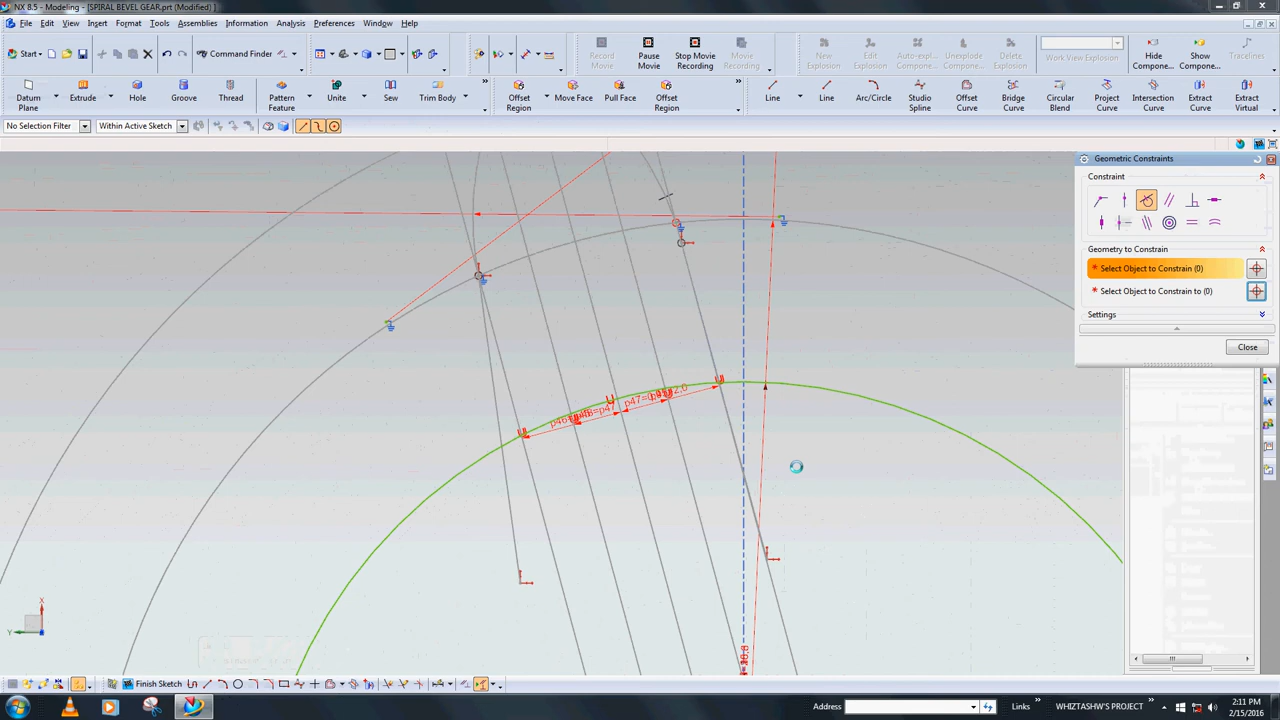 NX 8.5 - Modeling - [SPIRAL BEVEL GEAR.prt (Modified) ]
File Edit View Insert Format Tools Assemblies Information Analysis Preferences Window Help
Start Command Finder
Record Movie
Pause Movie
Stop Movie Recording
Movie Recording
New Explosion
Edit Explosion
Auto-expl... Compone...
Unexplode Compone...
Delete Explosion
Work View Explosion
Hide Compone...
Show Compone...
Tracelines
Datum Plane
Extrude
Hole
Groove
Thread
Pattern Feature
Unite
Sew
Trim Body
Offset Region
Move Face
Pull Face
Offset Region
Line
Line
Arc/Circle
Studio Spline
Offset Curve
Bridge Curve
Circular Blend
Project Curve
Intersection Curve
Extract Curve
Extract Virtual
No Selection Filter Within Active Sketch
Geometric Constraints
Constraint
Geometry to Constrain
* Select Object to Constrain (0)
* Select Object to Constrain to (0)
Settings
Close
X
Y
Finish Sketch
Address Links WHIZTASHW'S PROJECT
2:11 PM
2/15/2016